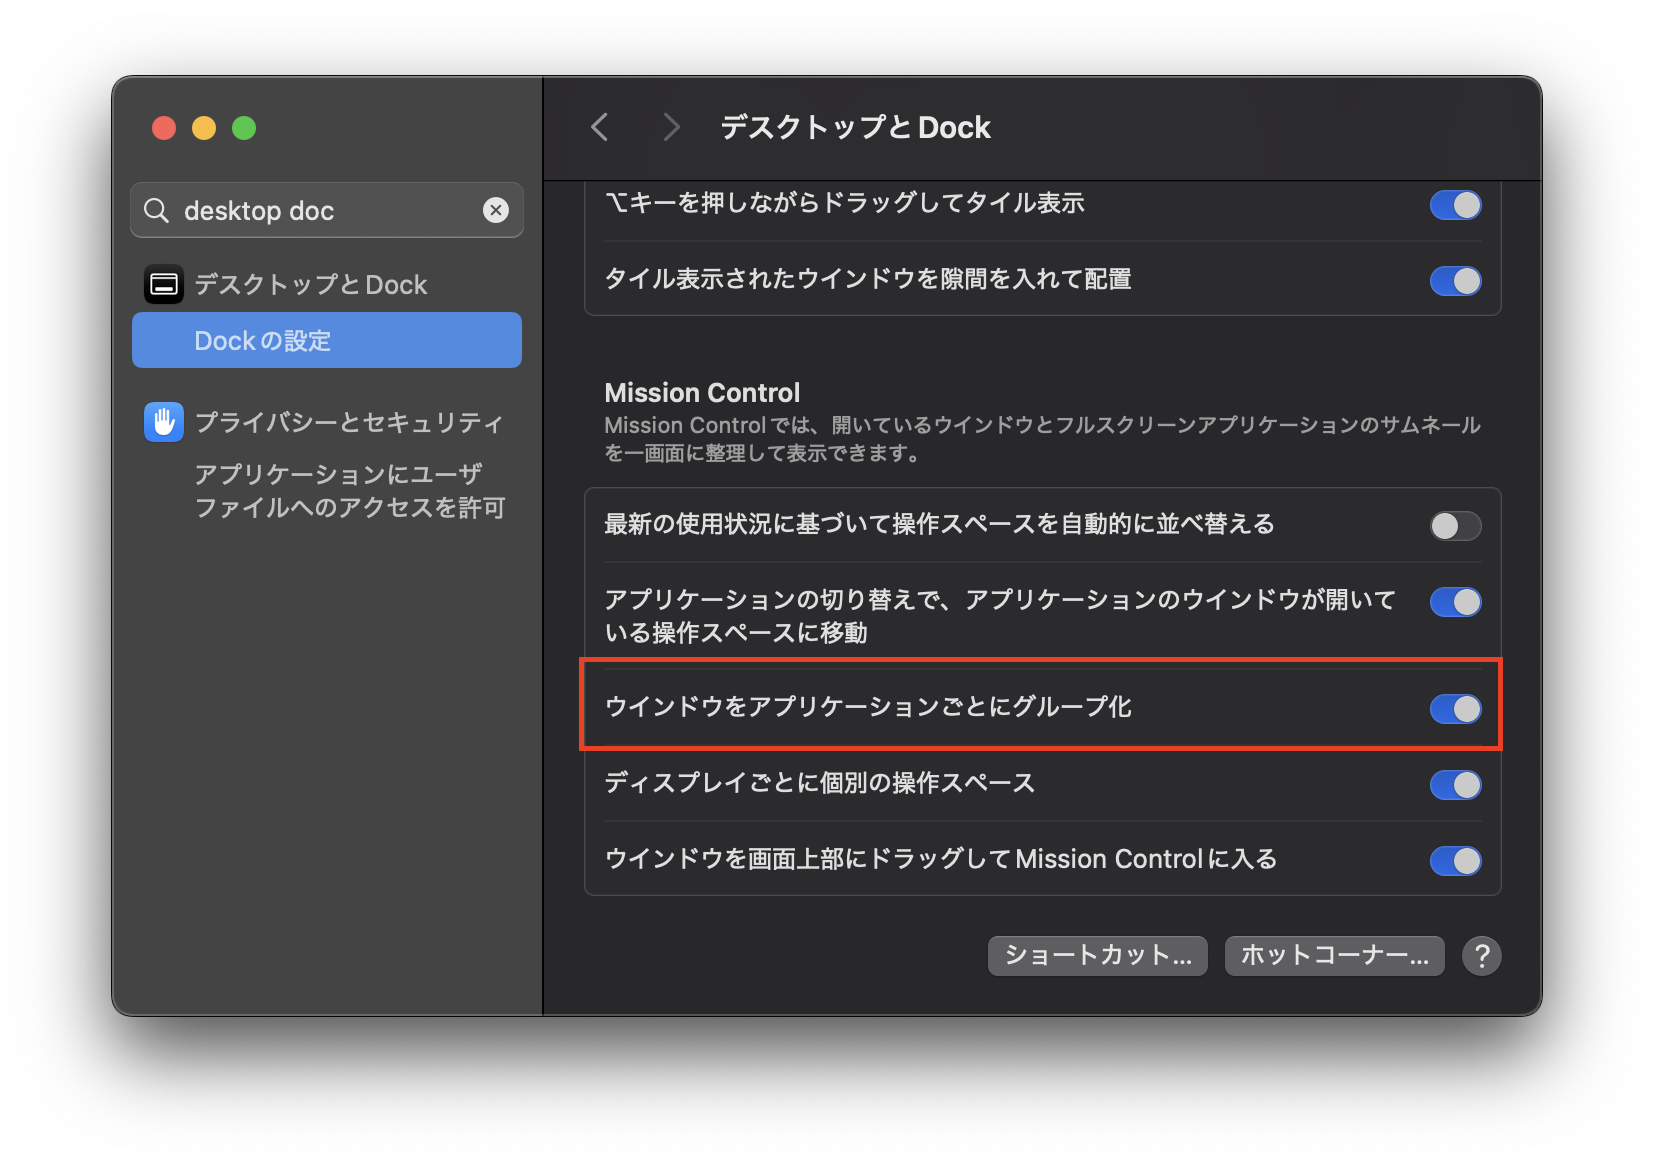 desktop doc
デスクトップとDock
Dockの設定
プライバシーとセキュリティ
アプリケーションにユーザ
ファイルへのアクセスを許可
デスクトップとDock
⌥キーを押しながらドラッグしてタイル表示
タイル表示されたウインドウを隙間を入れて配置
Mission Control
Mission Controlでは、開いているウインドウとフルスクリーンアプリケーションのサムネール
を一画面に整理して表示できます。
最新の使用状況に基づいて操作スペースを自動的に並べ替える
アプリケーションの切り替えで、アプリケーションのウインドウが開いて
いる操作スペースに移動
ウインドウをアプリケーションごとにグループ化
ディスプレイごとに個別の操作スペース
ウインドウを画面上部にドラッグしてMission Controlに入る
ショートカット...
ホットコーナー...
?